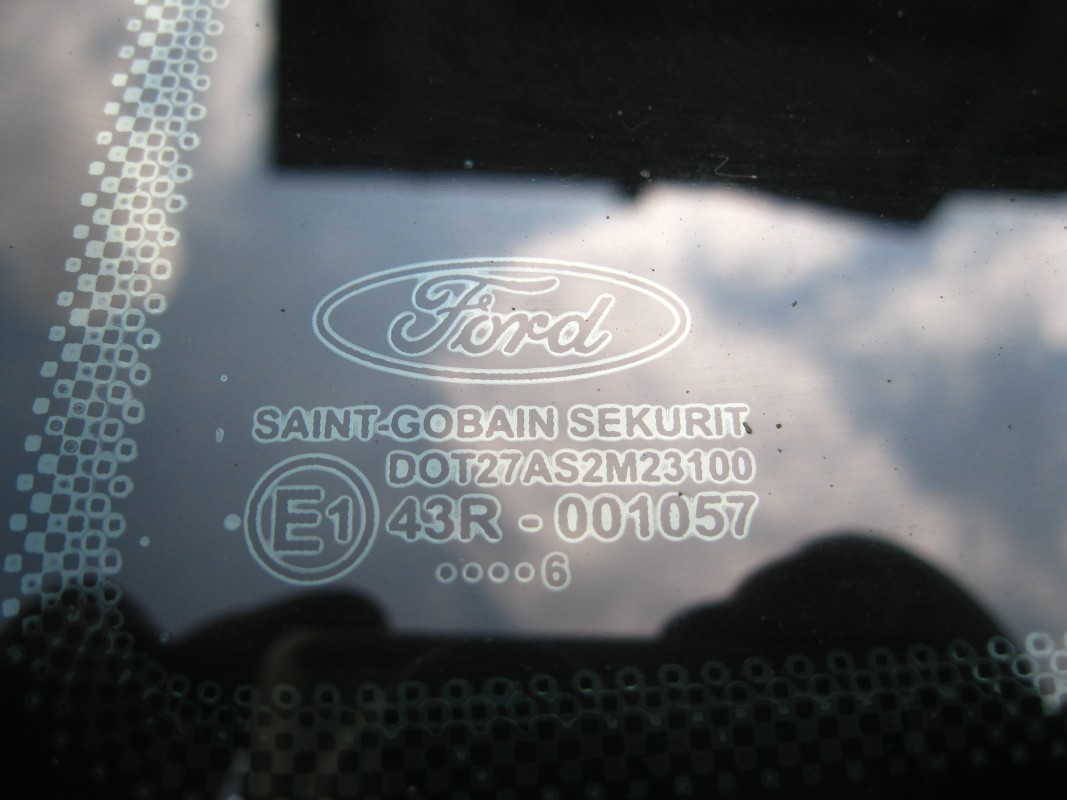 Ford
SAINT-GOBAIN SEKURIT
DOT27AS2M23100
E1 43R - 001057
••••6